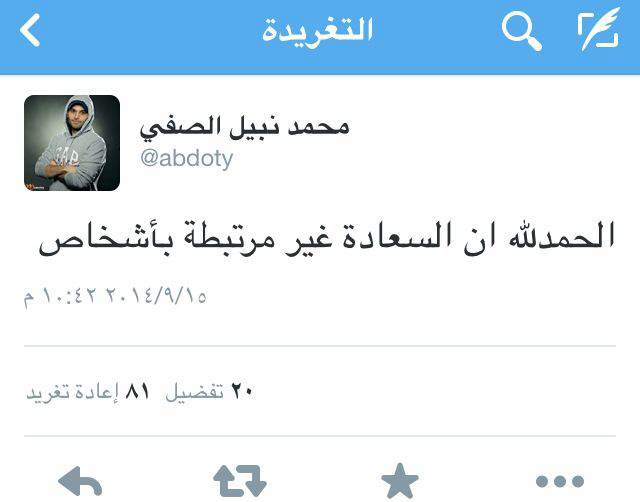 التغريدة
محمد نبيل الصفي
@abdoty
GAP
الحمدلله ان السعادة غير مرتبطة بأشخاص
٢٠١٤/٩/١٥ ١٠:٤٢ م
٢٠ تفضيل ٨١ إعادة تغريد